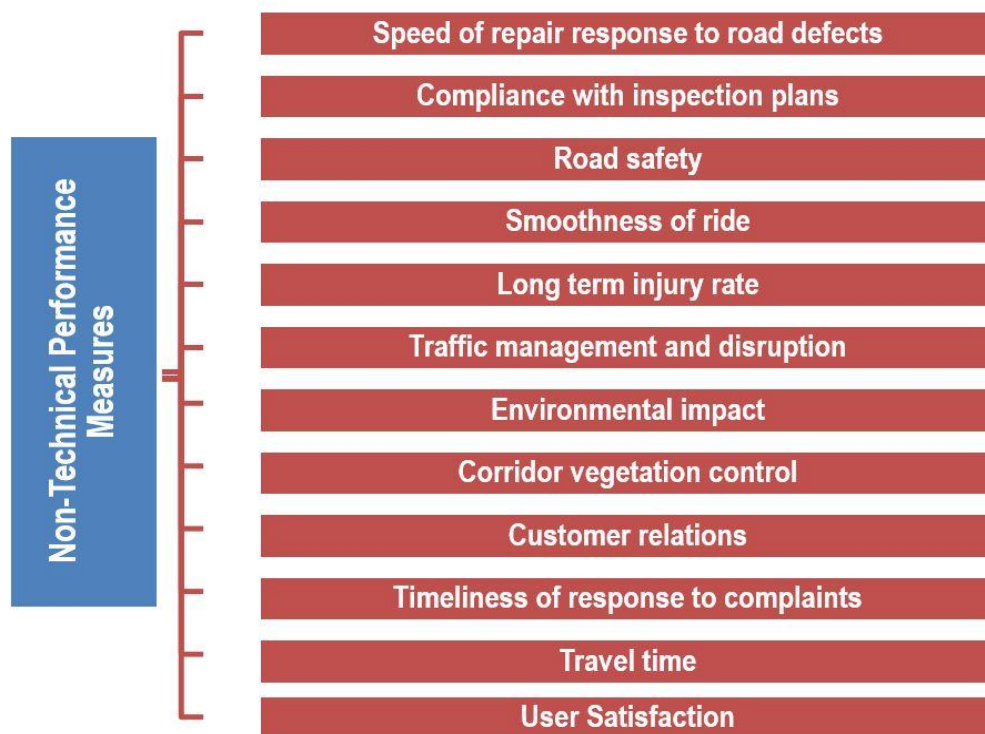 Non-Technical Performance
Measures
Speed of repair response to road defects
Compliance with inspection plans
Road safety
Smoothness of ride
Long term injury rate
Traffic management and disruption
Environmental impact
Corridor vegetation control
Customer relations
Timeliness of response to complaints
Travel time
User Satisfaction